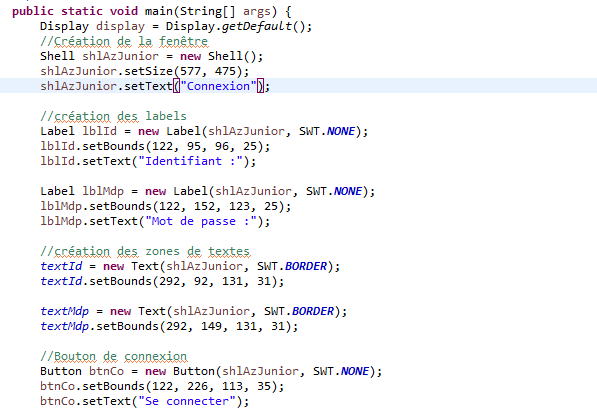 public static void main(String[] args) {
Display display = Display.getDefault();
//Création de la fenêtre
Shell shlAzJunior = new Shell();
shlAzJunior.setSize(577, 475);
shlAzJunior.setText("Connexion");
//création des labels
Label lblId = new Label(shlAzJunior, SWT.NONE);
lblId.setBounds(122, 95, 96, 25);
lblId.setText("Identifiant :");
Label lblMdp = new Label(shlAzJunior, SWT.NONE);
lblMdp.setBounds(122, 152, 123, 25);
lblMdp.setText("Mot de passe :");
//création des zones de textes
textId = new Text(shlAzJunior, SWT.BORDER);
textId.setBounds(292, 92, 131, 31);
textMdp = new Text(shlAzJunior, SWT.BORDER);
textMdp.setBounds(292, 149, 131, 31);
//Bouton de connexion
Button btnCo = new Button(shlAzJunior, SWT.NONE);
btnCo.setBounds(122, 226, 113, 35);
btnCo.setText("Se connecter");